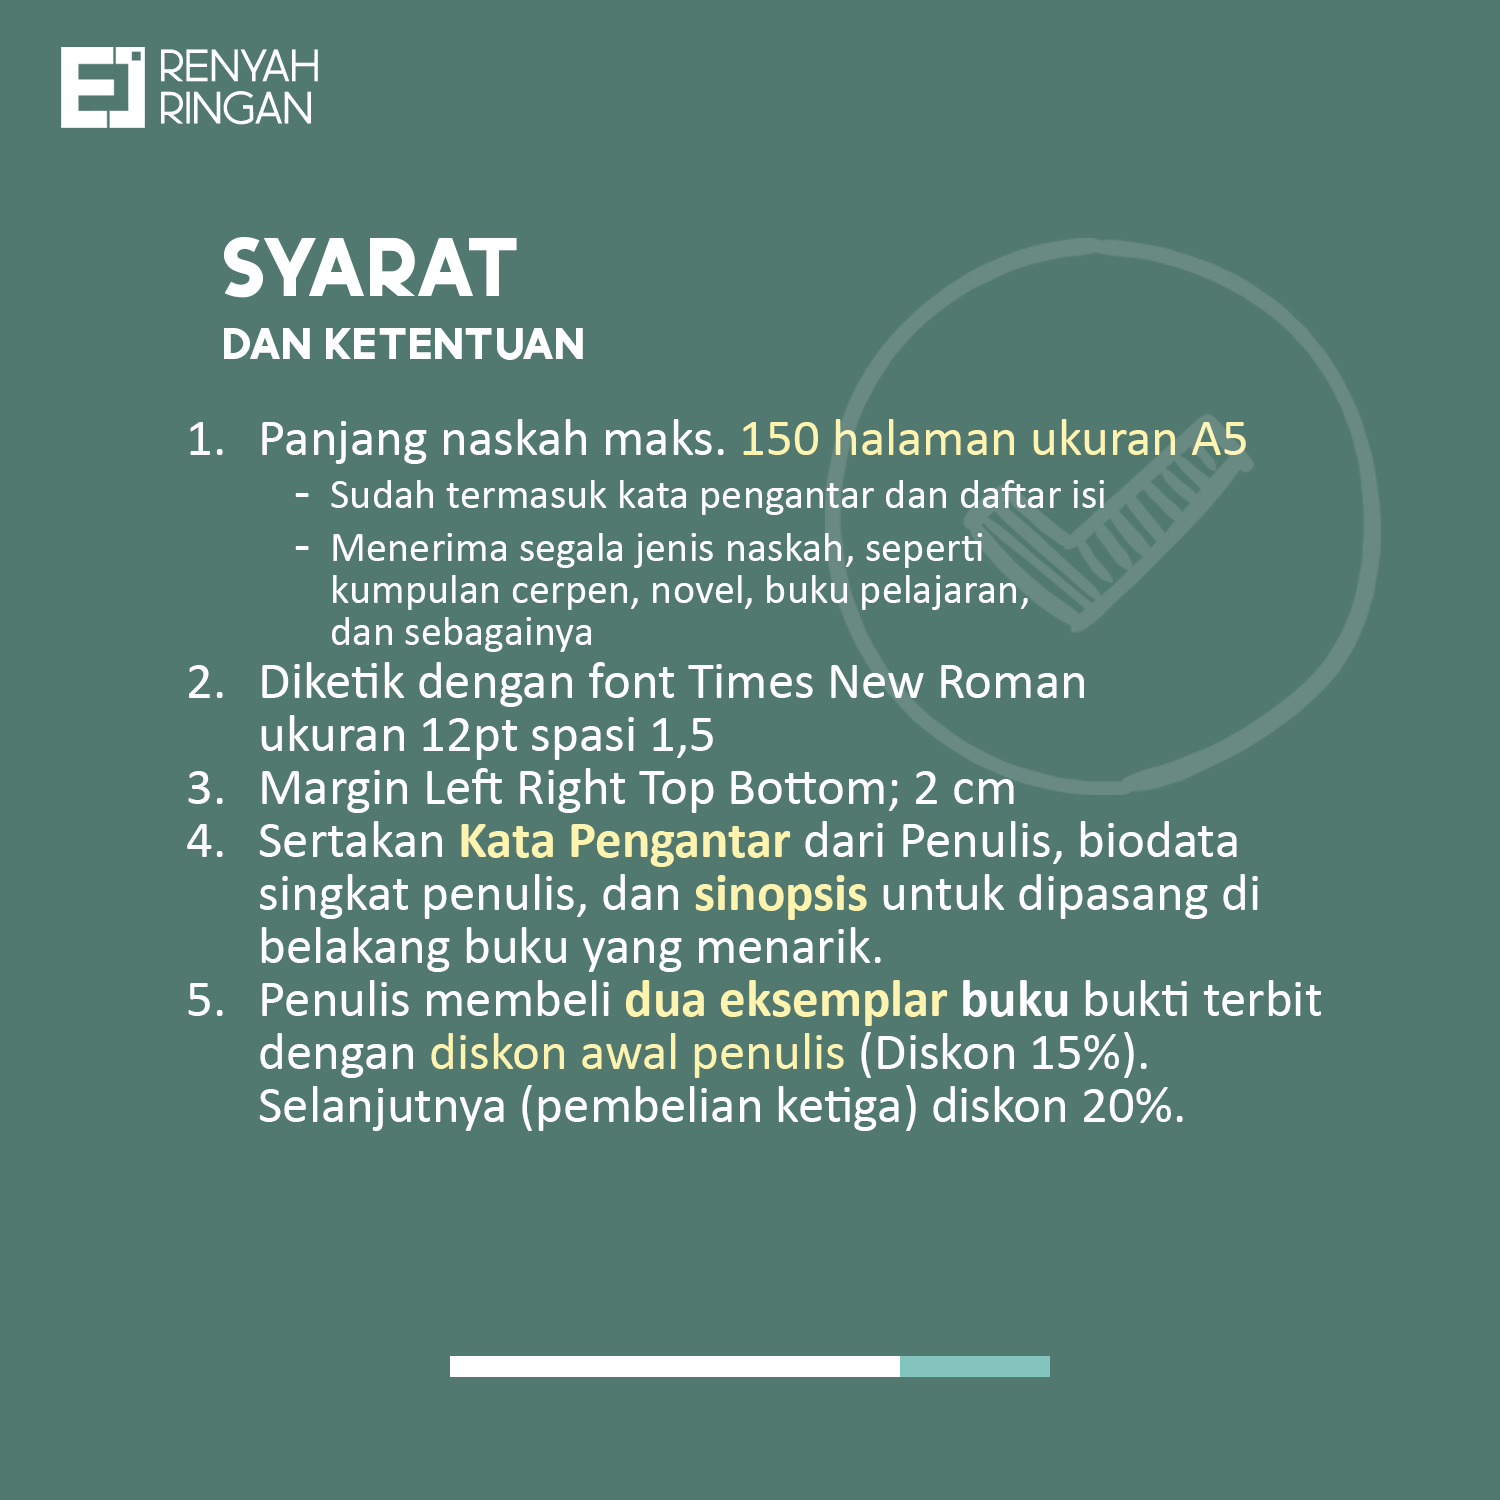 EJ RENYAH
RINGAN
SYARAT
DAN KETENTUAN
1. Panjang naskah maks. 150 halaman ukuran A5
- Sudah termasuk kata pengantar dan daftar isi
- Menerima segala jenis naskah, seperti
kumpulan cerpen, novel, buku pelajaran,
dan sebagainya
2. Diketik dengan font Times New Roman
ukuran 12pt spasi 1,5
3. Margin Left Right Top Bottom; 2 cm
4. Sertakan Kata Pengantar dari Penulis, biodata
singkat penulis, dan sinopsis untuk dipasang di
belakang buku yang menarik.
5. Penulis membeli dua eksemplar buku bukti terbit
dengan diskon awal penulis (Diskon 15%).
Selanjutnya (pembelian ketiga) diskon 20%.